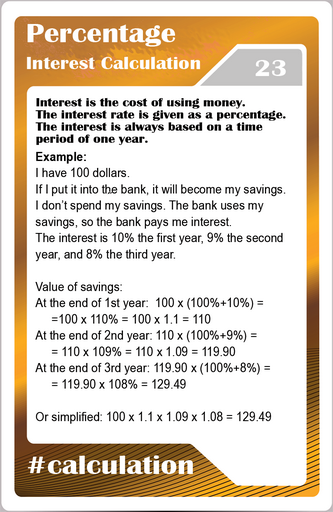 Percentage
Interest Calculation
23
Interest is the cost of using money.
The interest rate is given as a percentage.
The interest is always based on a time
period of one year.
Example:
I have 100 dollars.
If I put it into the bank, it will become my savings.
I don't spend my savings. The bank uses my
savings, so the bank pays me interest.
The interest is 10% the first year, 9% the second
year, and 8% the third year.
Value of savings:
At the end of 1st year: 100 x (100%+10%) =
=100 x 110% = 100 x 1.1 = 110
At the end of 2nd year: 110 x (100%+9%) =
= 110 x 109% = 110 x 1.09 = 119.90
At the end of 3rd year: 119.90 x (100%+8%) =
= 119.90 x 108% = 129.49
Or simplified: 100 x 1.1 x 1.09 x 1.08 = 129.49
#calculation